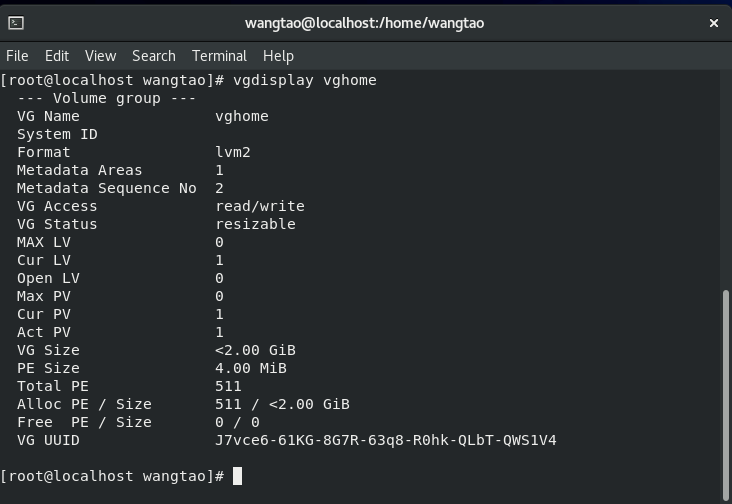 wangtao@localhost:/home/wangtao
File Edit View Search Terminal Help
[root@localhost wangtao]# vgdisplay vghome
--- Volume group ---
VG Name vghome
System ID
Format lvm2
Metadata Areas 1
Metadata Sequence No 2
VG Access read/write
VG Status resizable
MAX LV 0
Cur LV 1
Open LV 0
Max PV 0
Cur PV 1
Act PV 1
VG Size <2.00 GiB
PE Size 4.00 MiB
Total PE 511
Alloc PE / Size 511 / <2.00 GiB
Free PE / Size 0 / 0
VG UUID J7vce6-61KG-8G7R-63q8-R0hk-QLbT-QWS1V4
[root@localhost wangtao]#